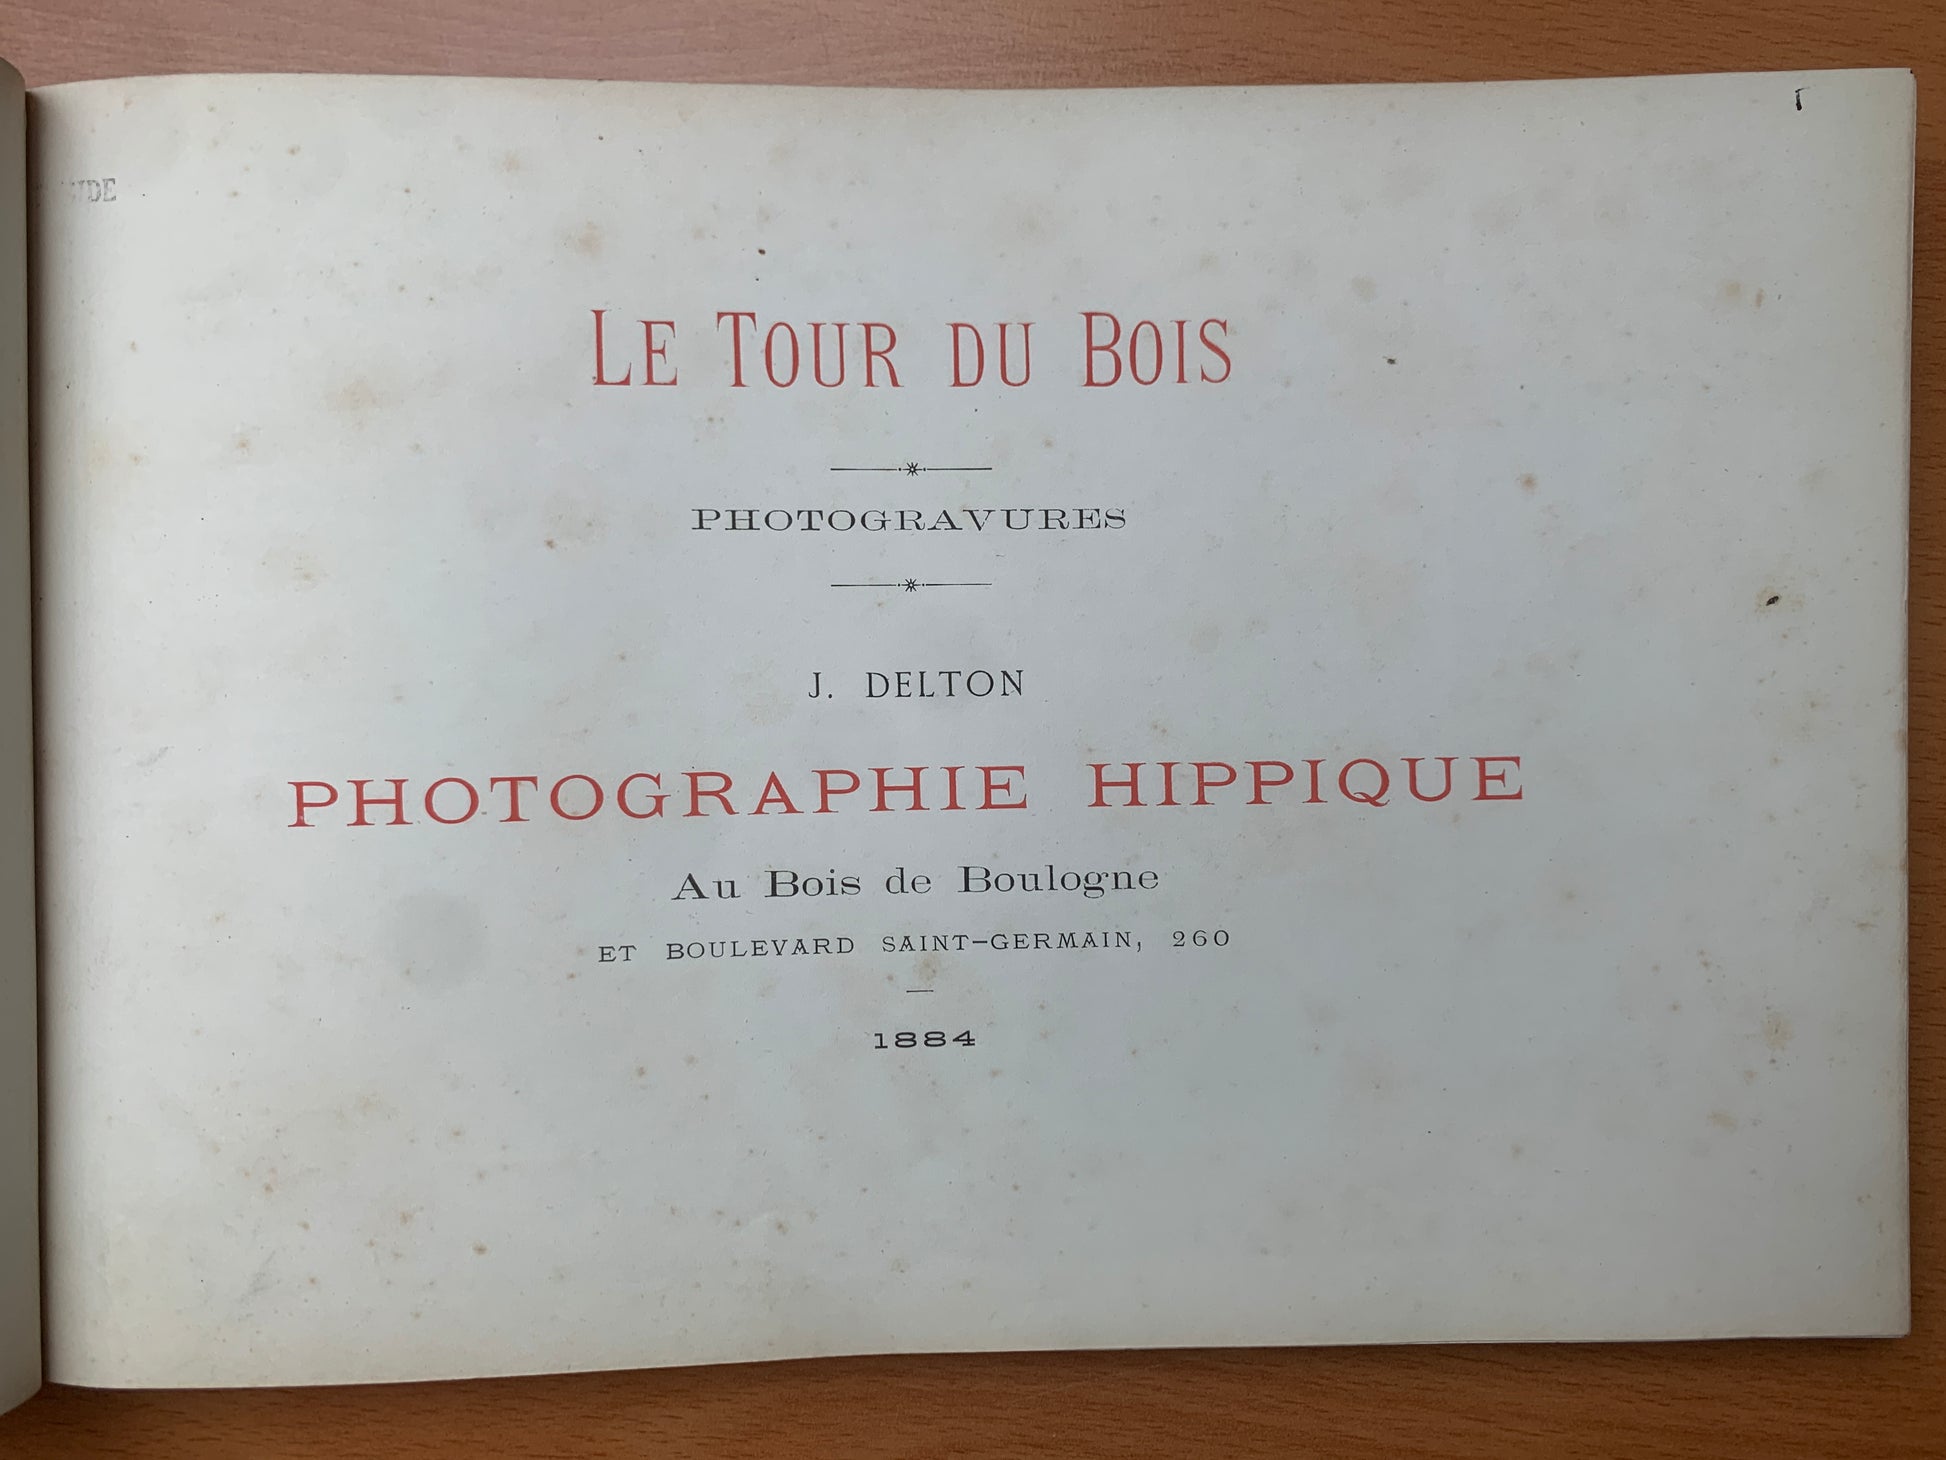 LE TOUR DU BOIS
PHOTOGRAVURES
J. DELTON
PHOTOGRAPHIE HIPPIQUE
Au Bois de Boulogne
ET BOULEVARD SAINT-GERMAIN, 260
1884